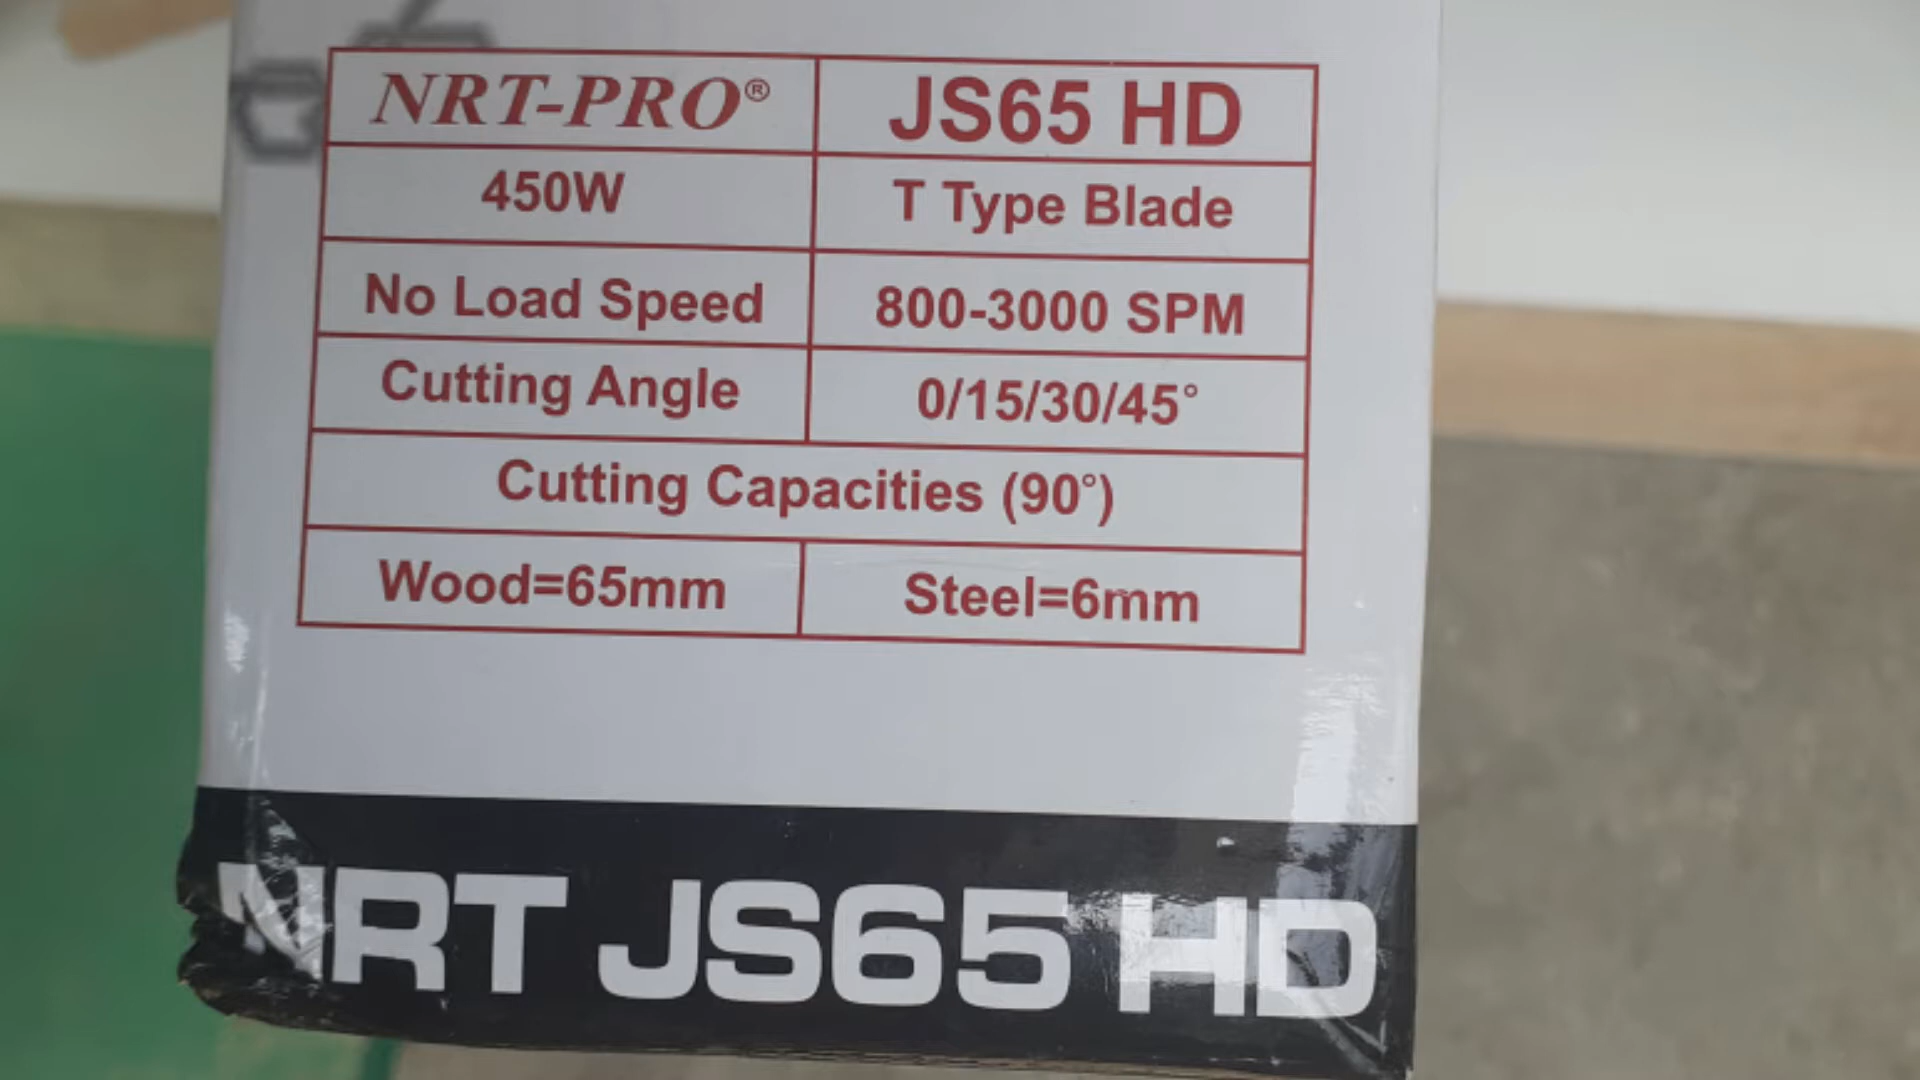 NRT-PRO® JS65 HD
450W T Type Blade
No Load Speed 800-3000 SPM
Cutting Angle 0/15/30/45°
Cutting Capacities (90°)
Wood=65mm Steel=6mm
NRT JS65 HD